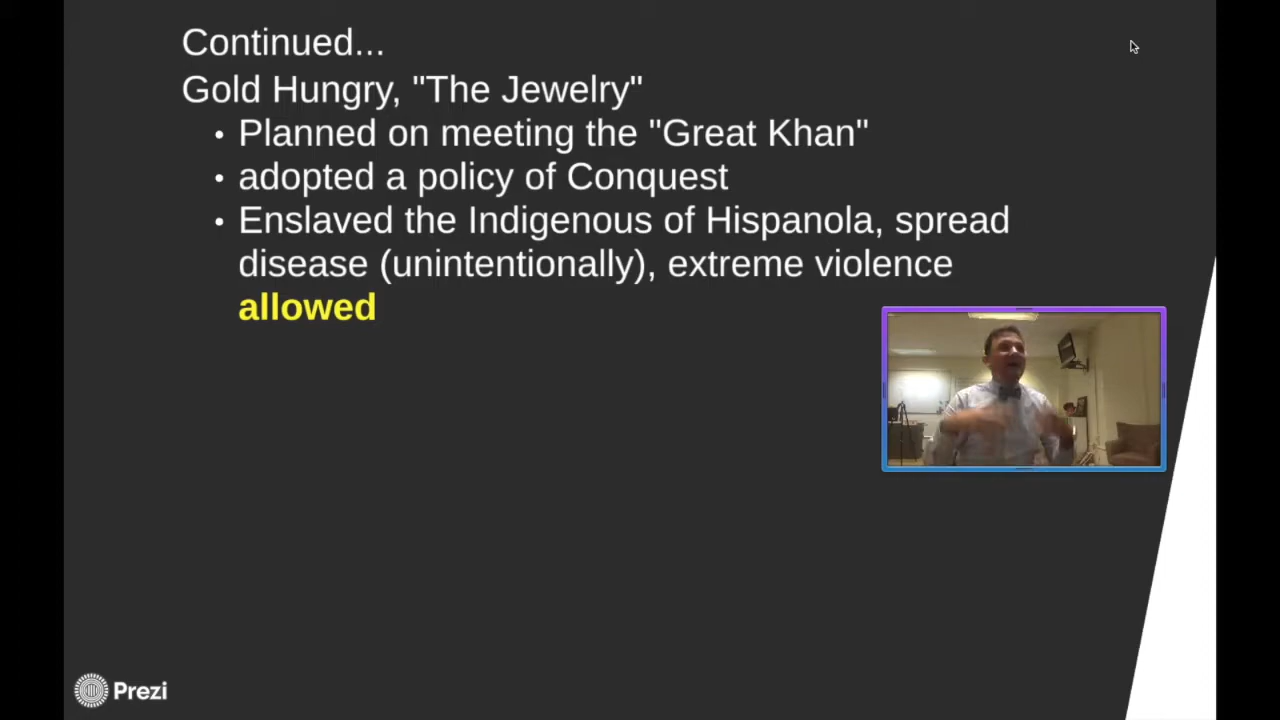 Continued...
Gold Hungry, "The Jewelry"
• Planned on meeting the "Great Khan"
• adopted a policy of Conquest
• Enslaved the Indigenous of Hispanola, spread
disease (unintentionally), extreme violence
allowed
Prezi